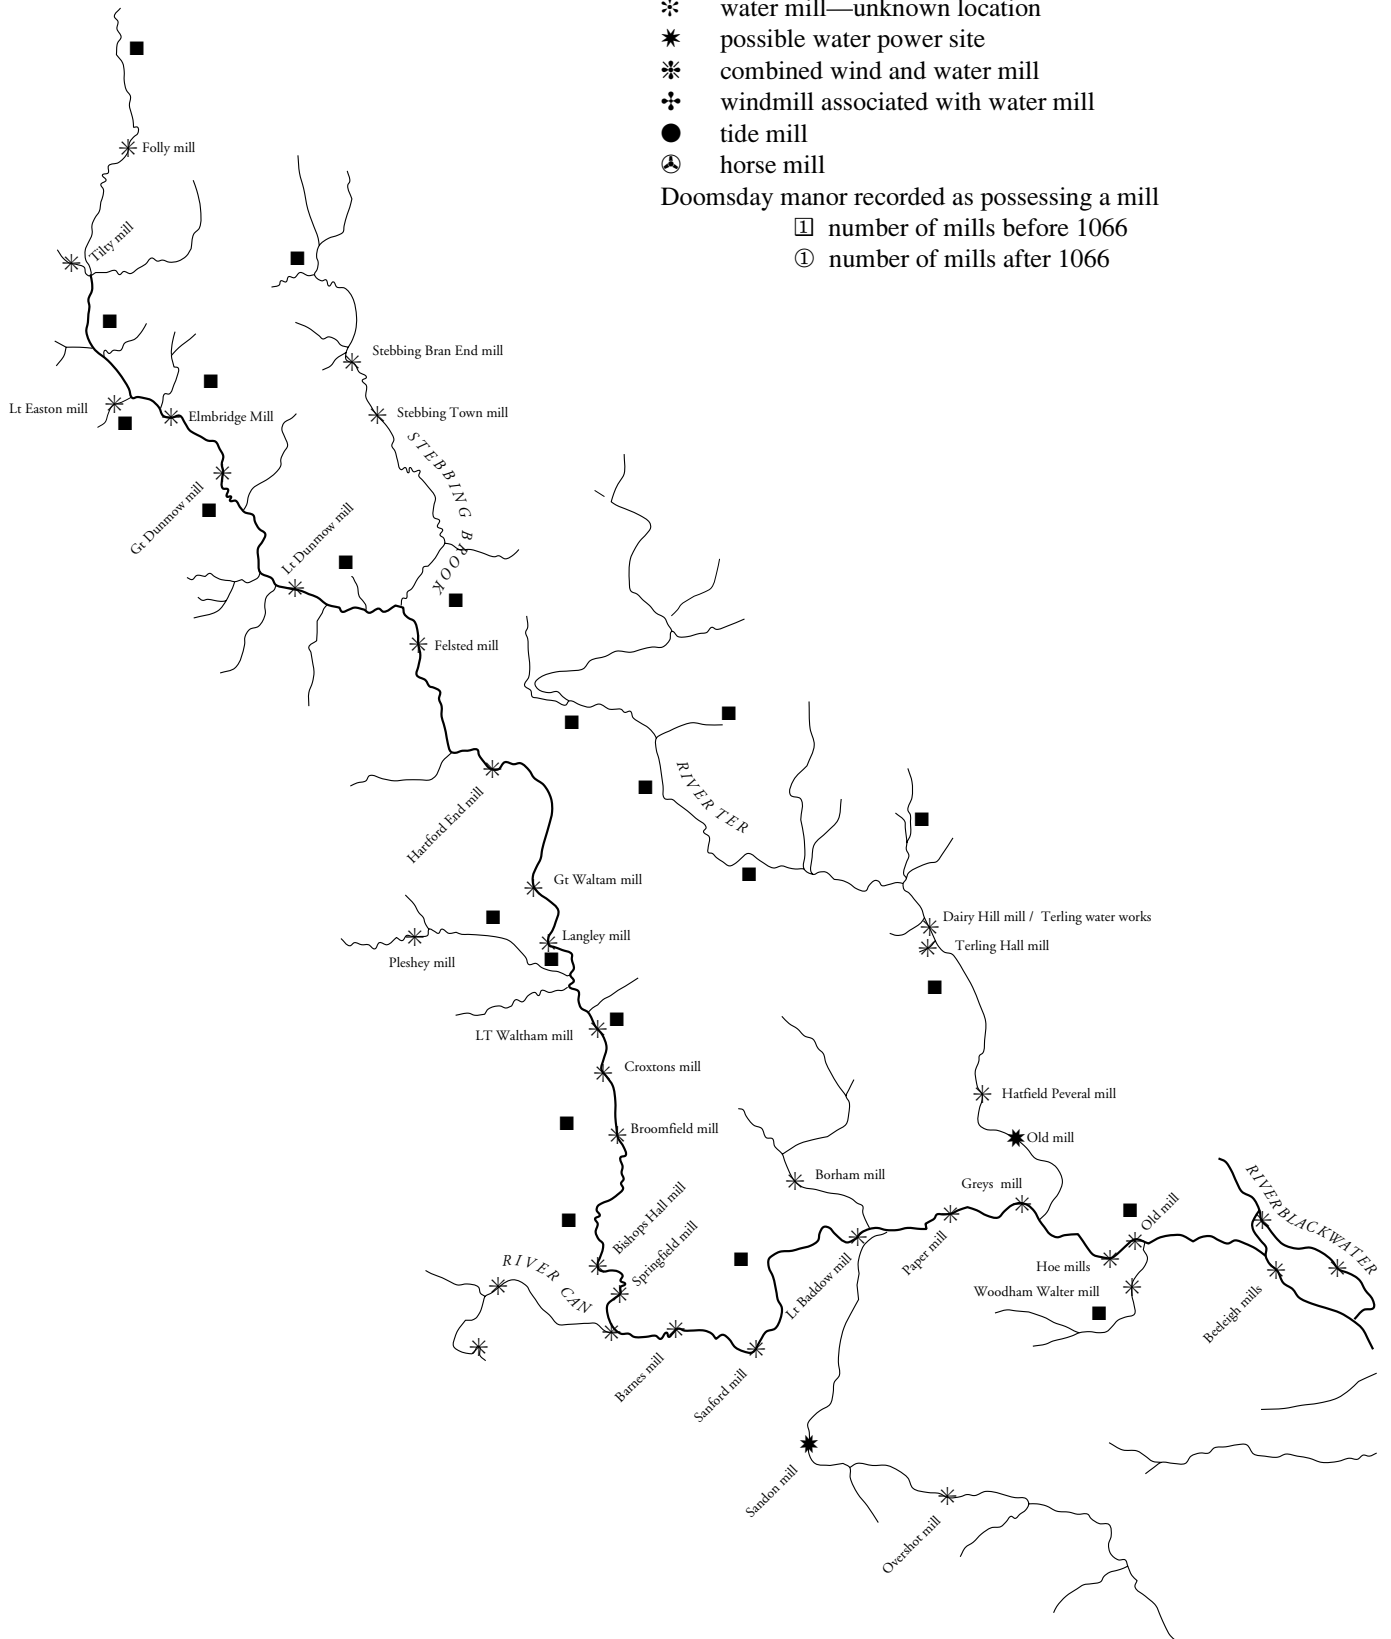 ✻ water mill—unknown location
✷ possible water power site
❉ combined wind and water mill
✣ windmill associated with water mill
● tide mill
✇ horse mill
Doomsday manor recorded as possessing a mill
1 number of mills before 1066
① number of mills after 1066
Folly mill
Tilty mill
Stebbing Bran End mill
Lt Easton mill
Elmbridge Mill
Stebbing Town mill
STEBBING BROOK
Gt Dunmow mill
Lt Dunmow mill
Felsted mill
RIVER TER
Hartford End mill
Gt Waltam mill
Dairy Hill mill / Terling water works
Langley mill
Terling Hall mill
Pleshey mill
LT Waltham mill
Croxtons mill
Hatfield Peveral mill
Broomfield mill
Old mill
Borham mill
Greys mill
Bishops Hall mill
Springfield mill
Old mill
RIVERBLACKWATER
RIVER CAN
Paper mill
Hoe mills
Lt Baddow mill
Woodham Walter mill
Beeleigh mills
Barnes mill
Sanford mill
Sandon mill
Overshot mill